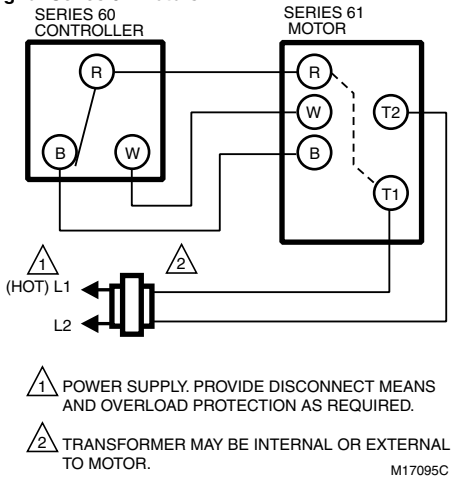 SERIES 60
CONTROLLER
SERIES 61
MOTOR
R
B
W
R
W
B
T2
T1
1
2
(HOT) L1
L2
1 POWER SUPPLY. PROVIDE DISCONNECT MEANS
AND OVERLOAD PROTECTION AS REQUIRED.
2 TRANSFORMER MAY BE INTERNAL OR EXTERNAL
TO MOTOR.
M17095C